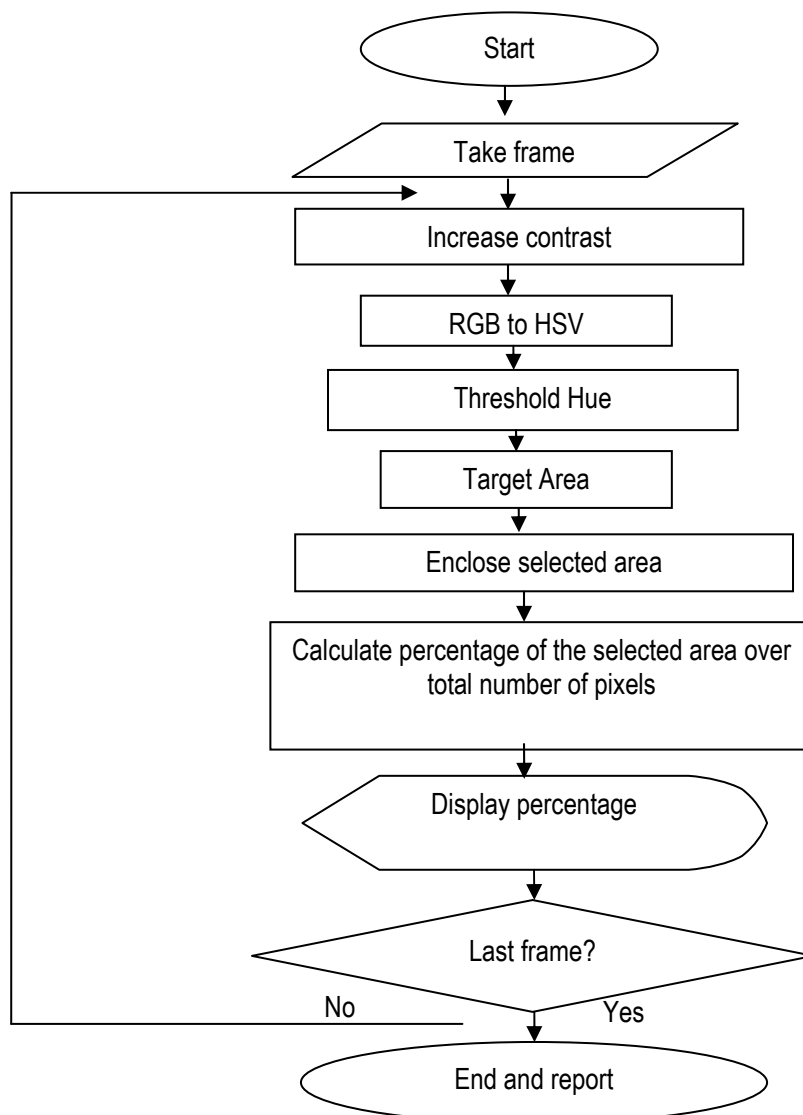 Start
Take frame
Increase contrast
RGB to HSV
Threshold Hue
Target Area
Enclose selected area
Calculate percentage of the selected area over
total number of pixels
Display percentage
Last frame?
No
Yes
End and report